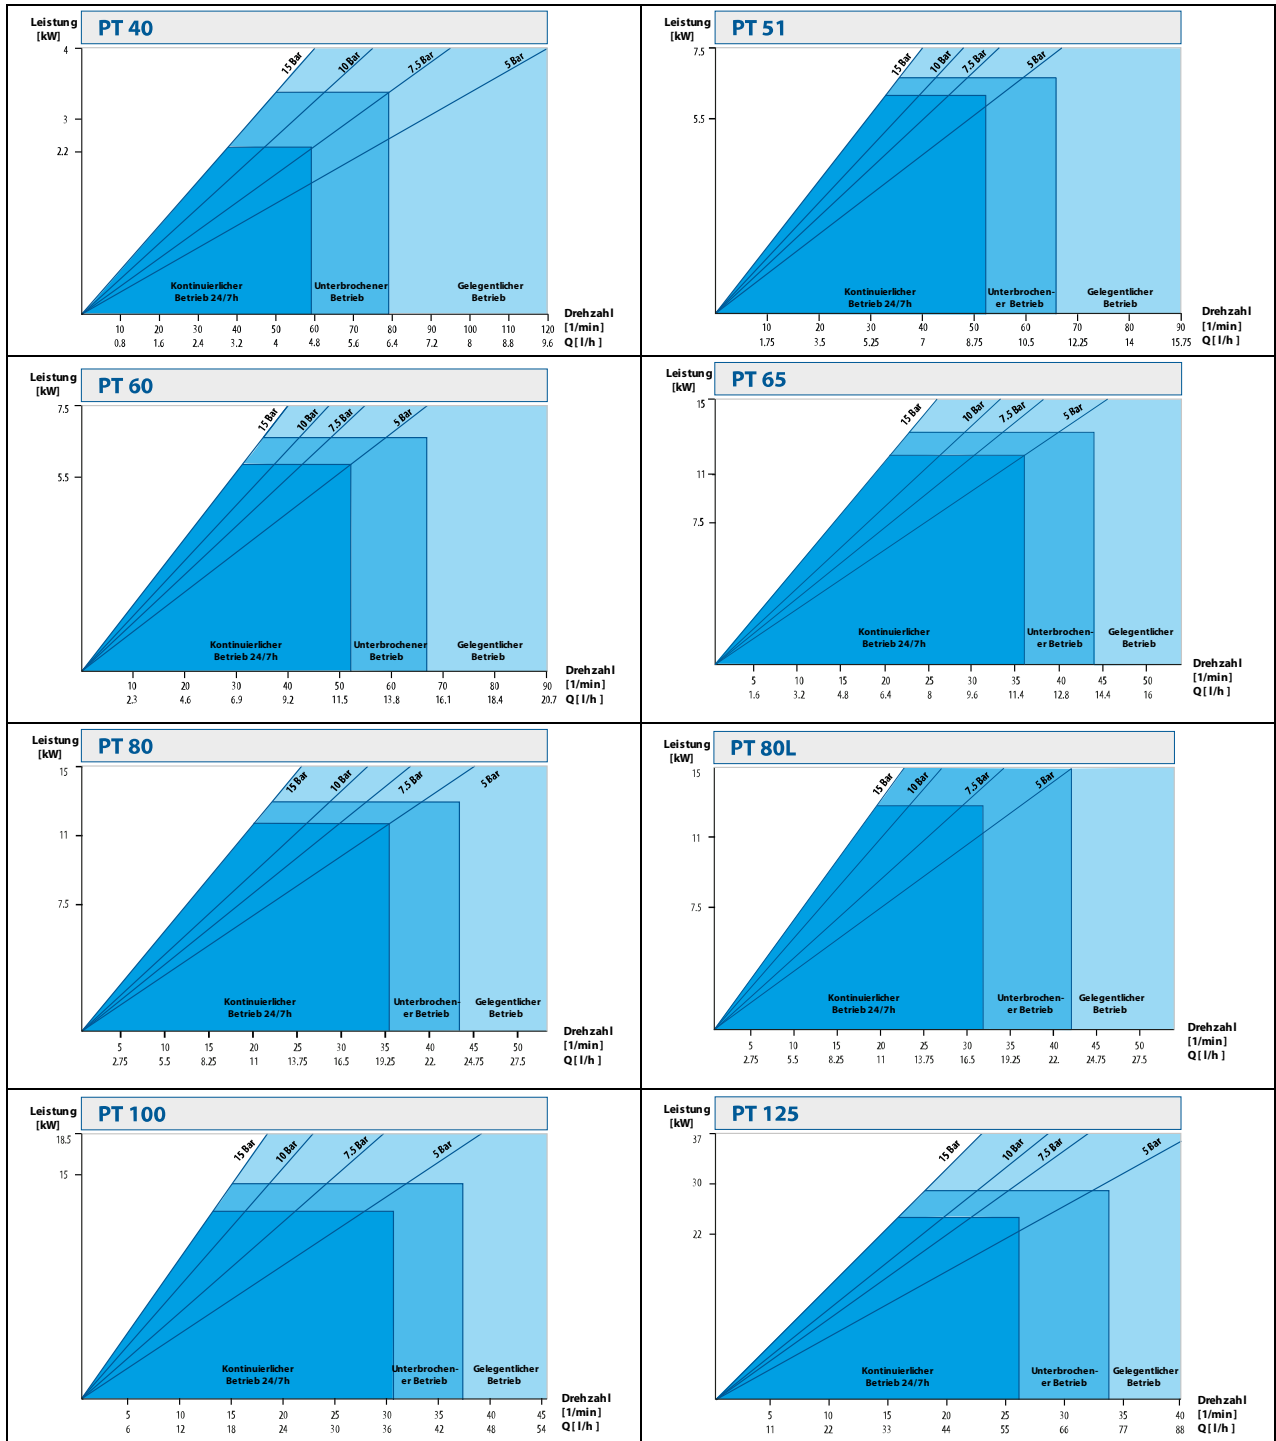 Leistung
[kW]
PT 40
4
3
2.2
15 Bar
10 Bar
7.5 Bar
5 Bar
Kontinuierlicher
Betrieb 24/7h
Unterbrochener
Betrieb
Gelegentlicher
Betrieb
Drehzahl
10 20 30 40 50 60 70 80 90 100 110 120 [1/min]
0.8 1.6 2.4 3.2 4 4.8 5.6 6.4 7.2 8 8.8 9.6 Q [ l/h ]
Leistung
[kW]
PT 51
7.5
5.5
15 Bar
10 Bar
7.5 Bar
5 Bar
Kontinuierlicher
Betrieb 24/7h
Unterbrochen-
er Betrieb
Gelegentlicher
Betrieb
Drehzahl
10 20 30 40 50 60 70 80 90 [1/min]
1.75 3.5 5.25 7 8.75 10.5 12.25 14 15.75 Q [ l/h ]
Leistung
[kW]
PT 60
7.5
5.5
15 Bar
10 Bar
7.5 Bar
5 Bar
Kontinuierlicher
Betrieb 24/7h
Unterbrochener
Betrieb
Gelegentlicher
Betrieb
Drehzahl
10 20 30 40 50 60 70 80 90 [1/min]
2.3 4.6 6.9 9.2 11.5 13.8 16.1 18.4 20.7 Q [ l/h ]
Leistung
[kW]
PT 65
15
11
7.5
15 Bar
10 Bar
7.5 Bar
5 Bar
Kontinuierlicher
Betrieb 24/7h
Unterbrochen-
er Betrieb
Gelegentlicher
Betrieb
Drehzahl
5 10 15 20 25 30 35 40 45 50 [1/min]
1.6 3.2 4.8 6.4 8 9.6 11.4 12.8 14.4 16 Q [ l/h ]
Leistung
[kW]
PT 80
15
11
7.5
15 Bar
10 Bar
7.5 Bar
5 Bar
Kontinuierlicher
Betrieb 24/7h
Unterbrochen-
er Betrieb
Gelegentlicher
Betrieb
Drehzahl
5 10 15 20 25 30 35 40 45 50 [1/min]
2.75 5.5 8.25 11 13.75 16.5 19.25 22. 24.75 27.5 Q [ l/h ]
Leistung
[kW]
PT 80L
15
11
7.5
15 Bar
10 Bar
7.5 Bar
5 Bar
Kontinuierlicher
Betrieb 24/7h
Unterbrochen-
er Betrieb
Gelegentlicher
Betrieb
Drehzahl
5 10 15 20 25 30 35 40 45 50 [1/min]
2.75 5.5 8.25 11 13.75 16.5 19.25 22. 24.75 27.5 Q [ l/h ]
Leistung
[kW]
PT 100
18.5
15
15 Bar
10 Bar
7.5 Bar
5 Bar
Kontinuierlicher
Betrieb 24/7h
Unterbrochen-
er Betrieb
Gelegentlicher
Betrieb
Drehzahl
5 10 15 20 25 30 35 40 45 [1/min]
6 12 18 24 30 36 42 48 54 Q [ l/h ]
Leistung
[kW]
PT 125
37
30
22
15 Bar
10 Bar
7.5 Bar
5 Bar
Kontinuierlicher
Betrieb 24/7h
Unterbrochen-
er Betrieb
Gelegentlicher
Betrieb
Drehzahl
5 10 15 20 25 30 35 40 [1/min]
11 22 33 44 55 66 77 88 Q [ l/h ]